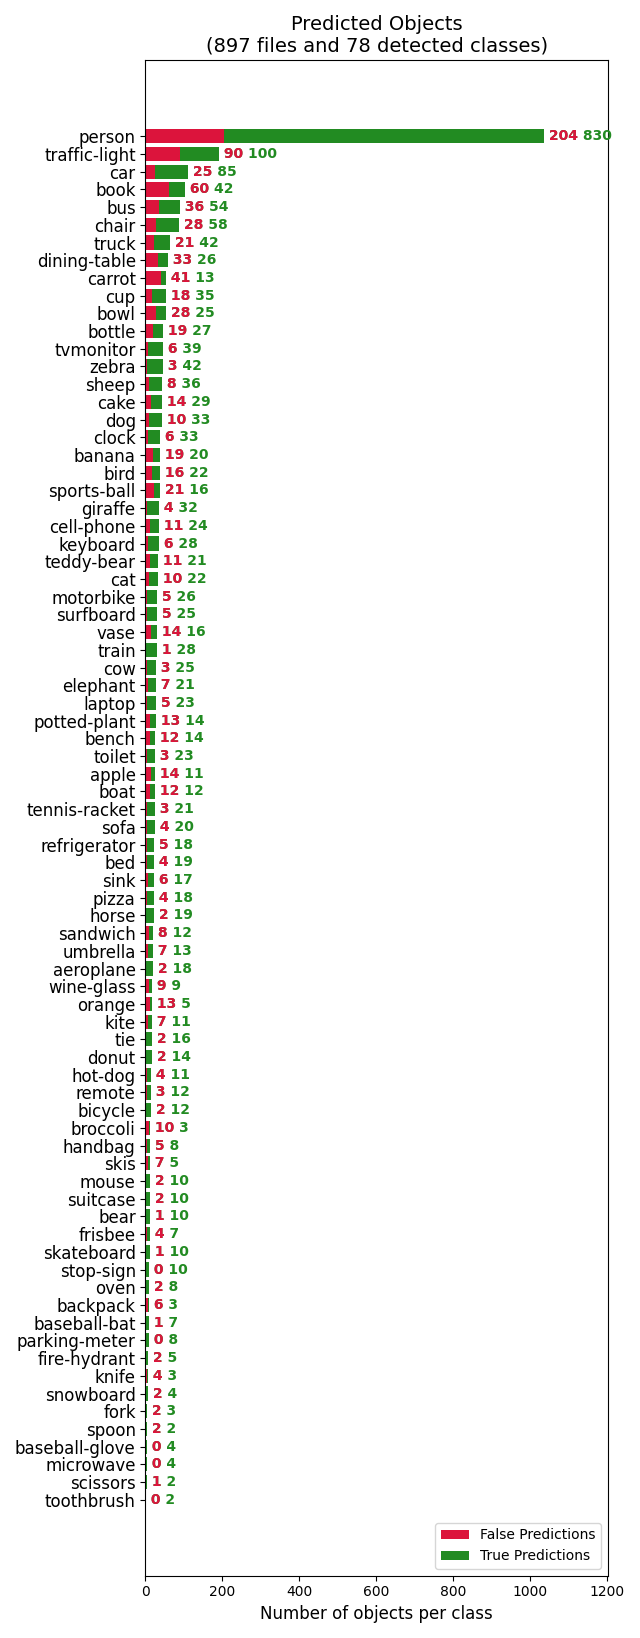 Predicted Objects
(897 files and 78 detected classes)
person 204 830
traffic-light 90 100
car 25 85
book 60 42
bus 36 54
chair 28 58
truck 21 42
dining-table 33 26
carrot 41 13
cup 18 35
bowl 28 25
bottle 19 27
tvmonitor 6 39
zebra 3 42
sheep 8 36
cake 14 29
dog 10 33
clock 6 33
banana 19 20
bird 16 22
sports-ball 21 16
giraffe 4 32
cell-phone 11 24
keyboard 6 28
teddy-bear 11 21
cat 10 22
motorbike 5 26
surfboard 5 25
vase 14 16
train 1 28
cow 3 25
elephant 7 21
laptop 5 23
potted-plant 13 14
bench 12 14
toilet 3 23
apple 14 11
boat 12 12
tennis-racket 3 21
sofa 4 20
refrigerator 5 18
bed 4 19
sink 6 17
pizza 4 18
horse 2 19
sandwich 8 12
umbrella 7 13
aeroplane 2 18
wine-glass 9 9
orange 13 5
kite 7 11
tie 2 16
donut 2 14
hot-dog 4 11
remote 3 12
bicycle 2 12
broccoli 10 3
handbag 5 8
skis 7 5
mouse 2 10
suitcase 2 10
bear 1 10
frisbee 4 7
skateboard 1 10
stop-sign 0 10
oven 2 8
backpack 6 3
baseball-bat 1 7
parking-meter 0 8
fire-hydrant 2 5
knife 4 3
snowboard 2 4
fork 2 3
spoon 2 2
baseball-glove 0 4
microwave 0 4
scissors 1 2
toothbrush 0 2
False Predictions
True Predictions
0 200 400 600 800 1000 1200
Number of objects per class